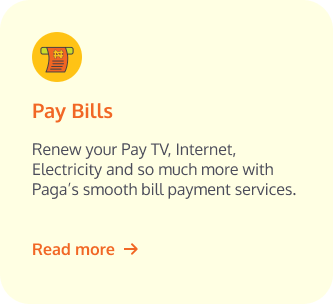 Pay Bills
Renew your Pay TV, Internet,
Electricity and so much more with
Paga's smooth bill payment services.
Read more →